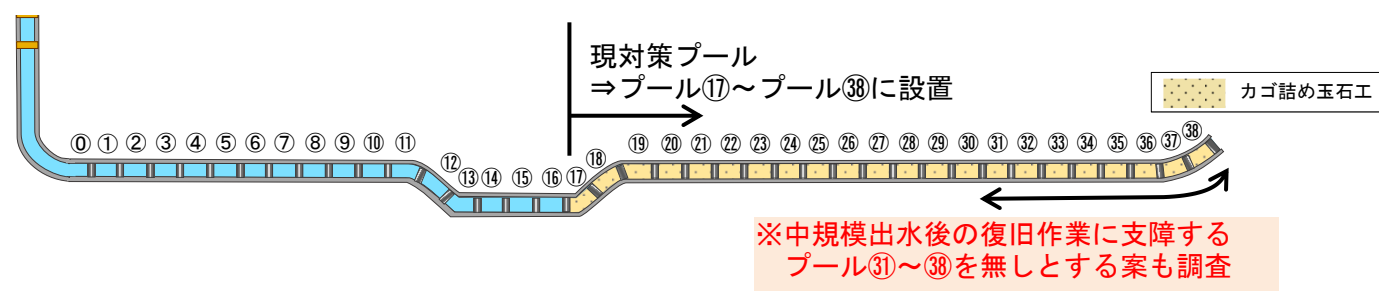 現対策プール
⇒プール⑰～プール㊳に設置
カゴ詰め玉石工
⓪①②③④⑤⑥⑦⑧⑨⑩⑪
⑫
⑬⑭⑮⑯⑰
⑱
⑲⑳㉑㉒㉓㉔㉕㉖㉗㉘㉙㉚㉛㉜㉝㉞㉟㊱㊲
㊳
※中規模出水後の復旧作業に支障する
プール㉛～㊳を無しとする案も調査